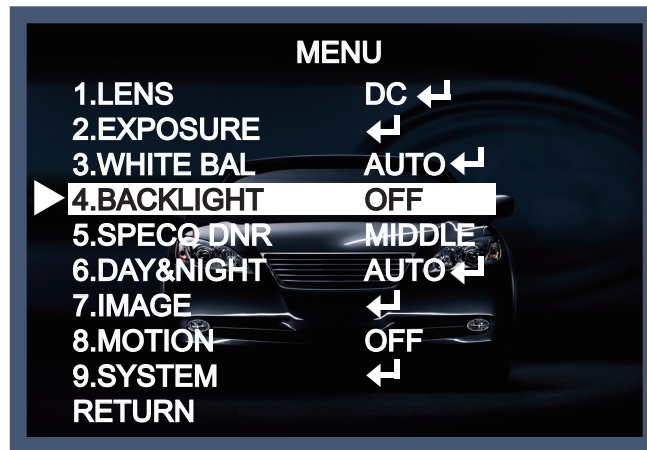 MENU
1.LENS DC ↵
2.EXPOSURE ↵
3.WHITE BAL AUTO ↵
4.BACKLIGHT OFF
5.SPECO DNR MIDDLE
6.DAY&NIGHT AUTO ↵
7.IMAGE ↵
8.MOTION OFF
9.SYSTEM ↵
RETURN